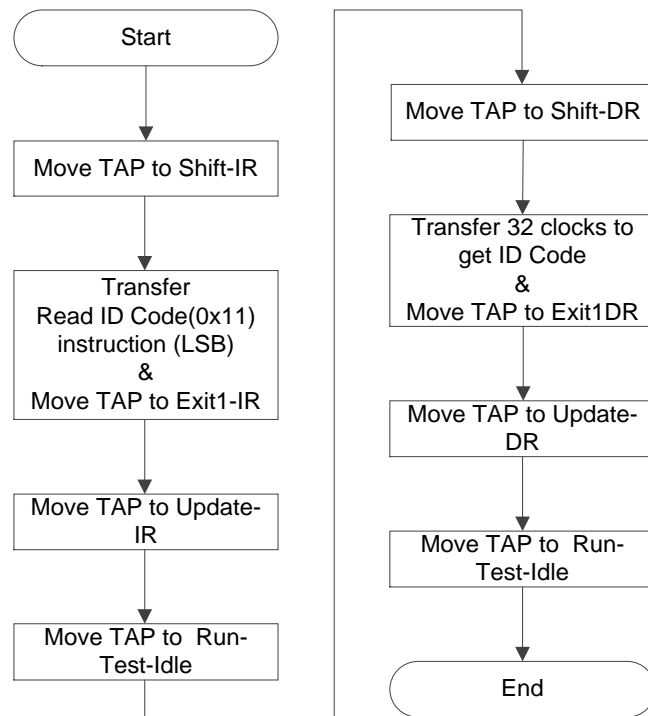 Start
Move TAP to Shift-IR
Transfer
Read ID Code(0x11)
instruction (LSB)
&
Move TAP to Exit1-IR
Move TAP to Update-
IR
Move TAP to Run-
Test-Idle
Move TAP to Shift-DR
Transfer 32 clocks to
get ID Code
&
Move TAP to Exit1DR
Move TAP to Update-
DR
Move TAP to Run-
Test-Idle
End